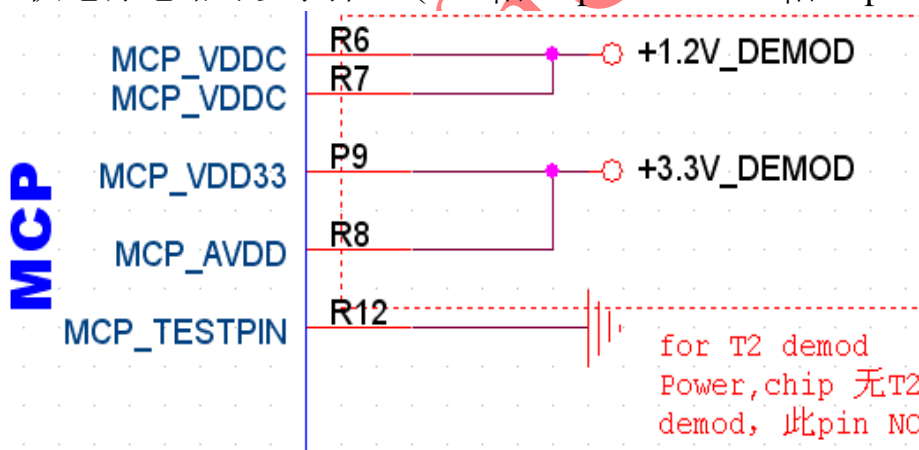 MCP
MCP_VDDC R6 +1.2V_DEMOD
MCP_VDDC R7
MCP_VDD33 P9 +3.3V_DEMOD
MCP_AVDD R8
MCP_TESTPIN R12
for T2 demod
Power,chip 无T2
demod, 此pin NC